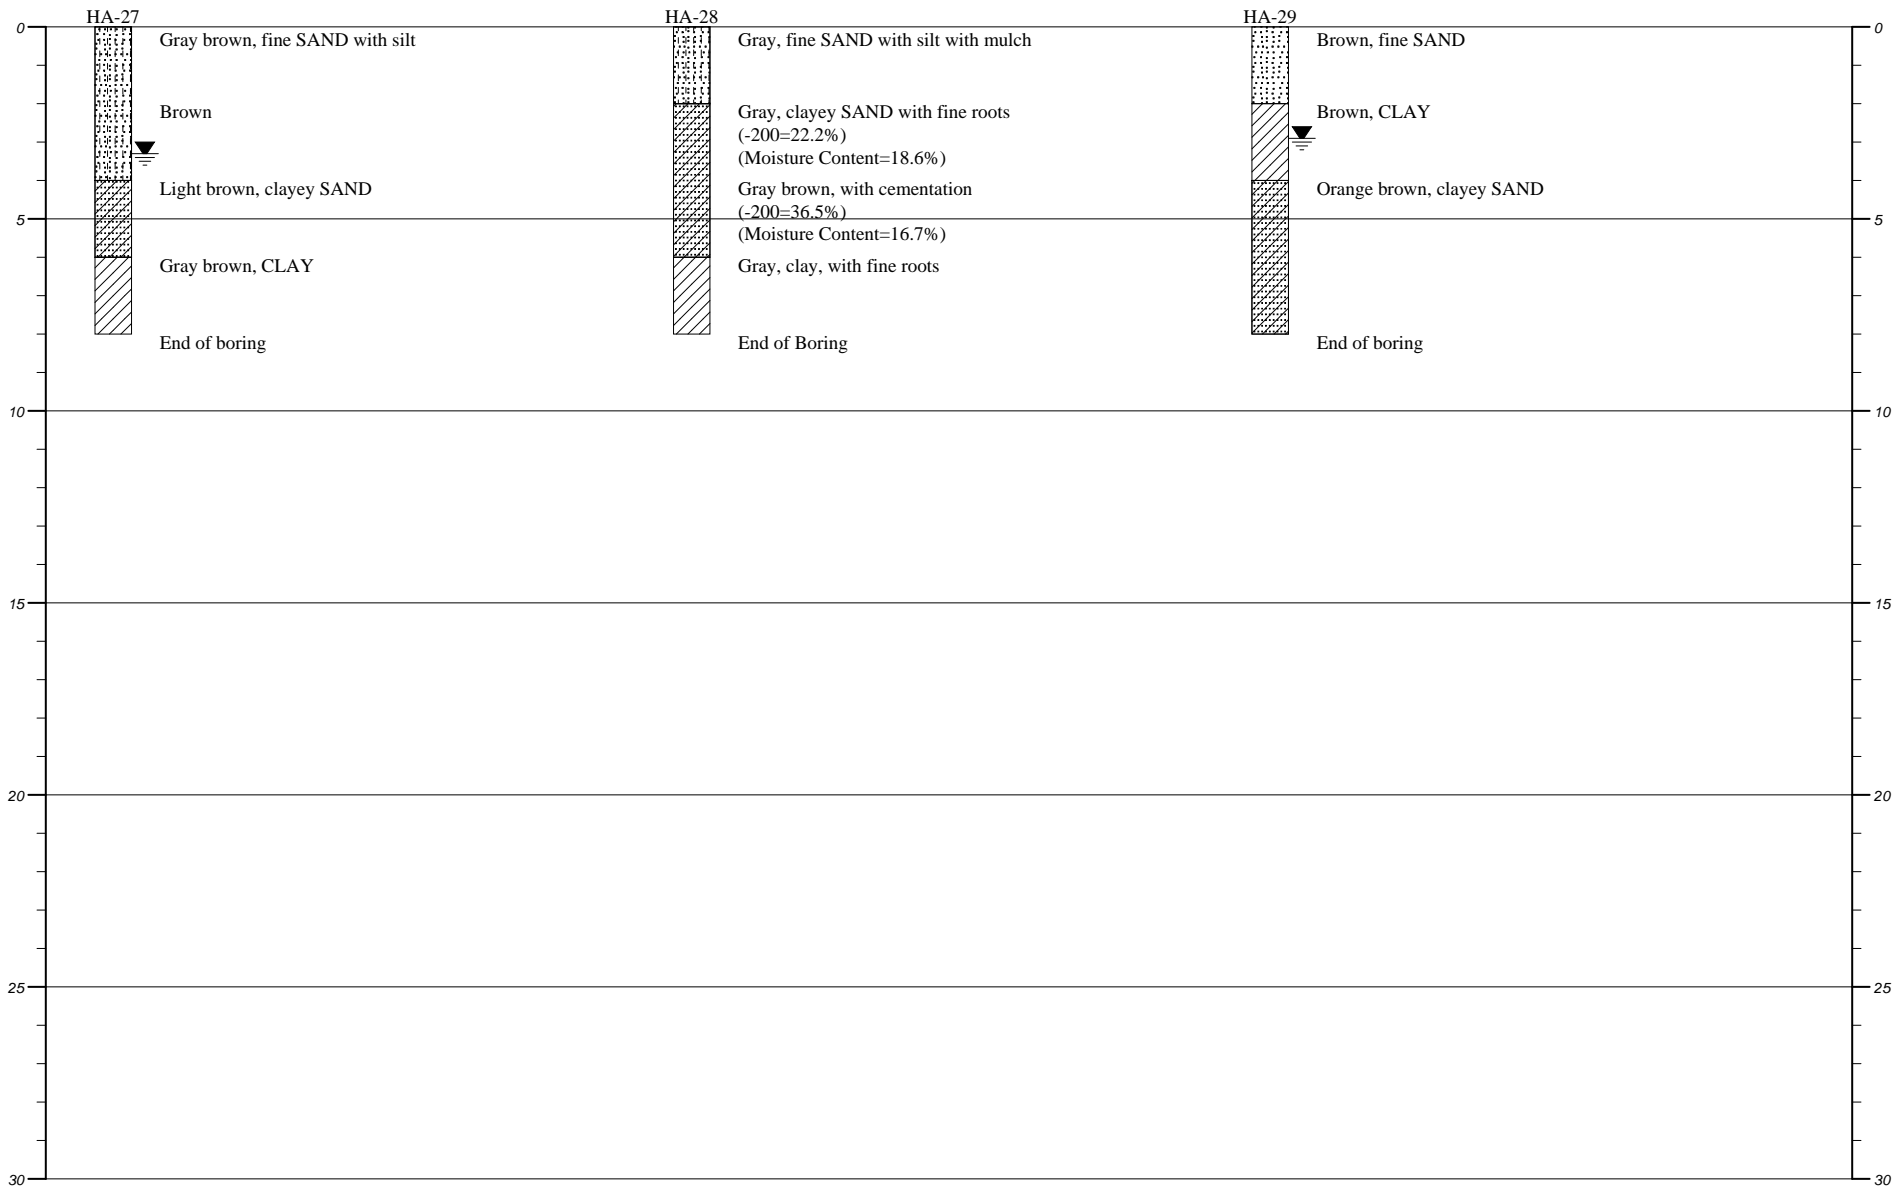 HA-27
HA-28
HA-29
0
0
Gray brown, fine SAND with silt
Brown
Light brown, clayey SAND
Gray brown, CLAY
End of boring
Gray, fine SAND with silt with mulch
Gray, clayey SAND with fine roots
(-200=22.2%)
(Moisture Content=18.6%)
Gray brown, with cementation
(-200=36.5%)
(Moisture Content=16.7%)
Gray, clay, with fine roots
End of Boring
Brown, fine SAND
Brown, CLAY
Orange brown, clayey SAND
End of boring
5
5
10
10
15
15
20
20
25
25
30
30